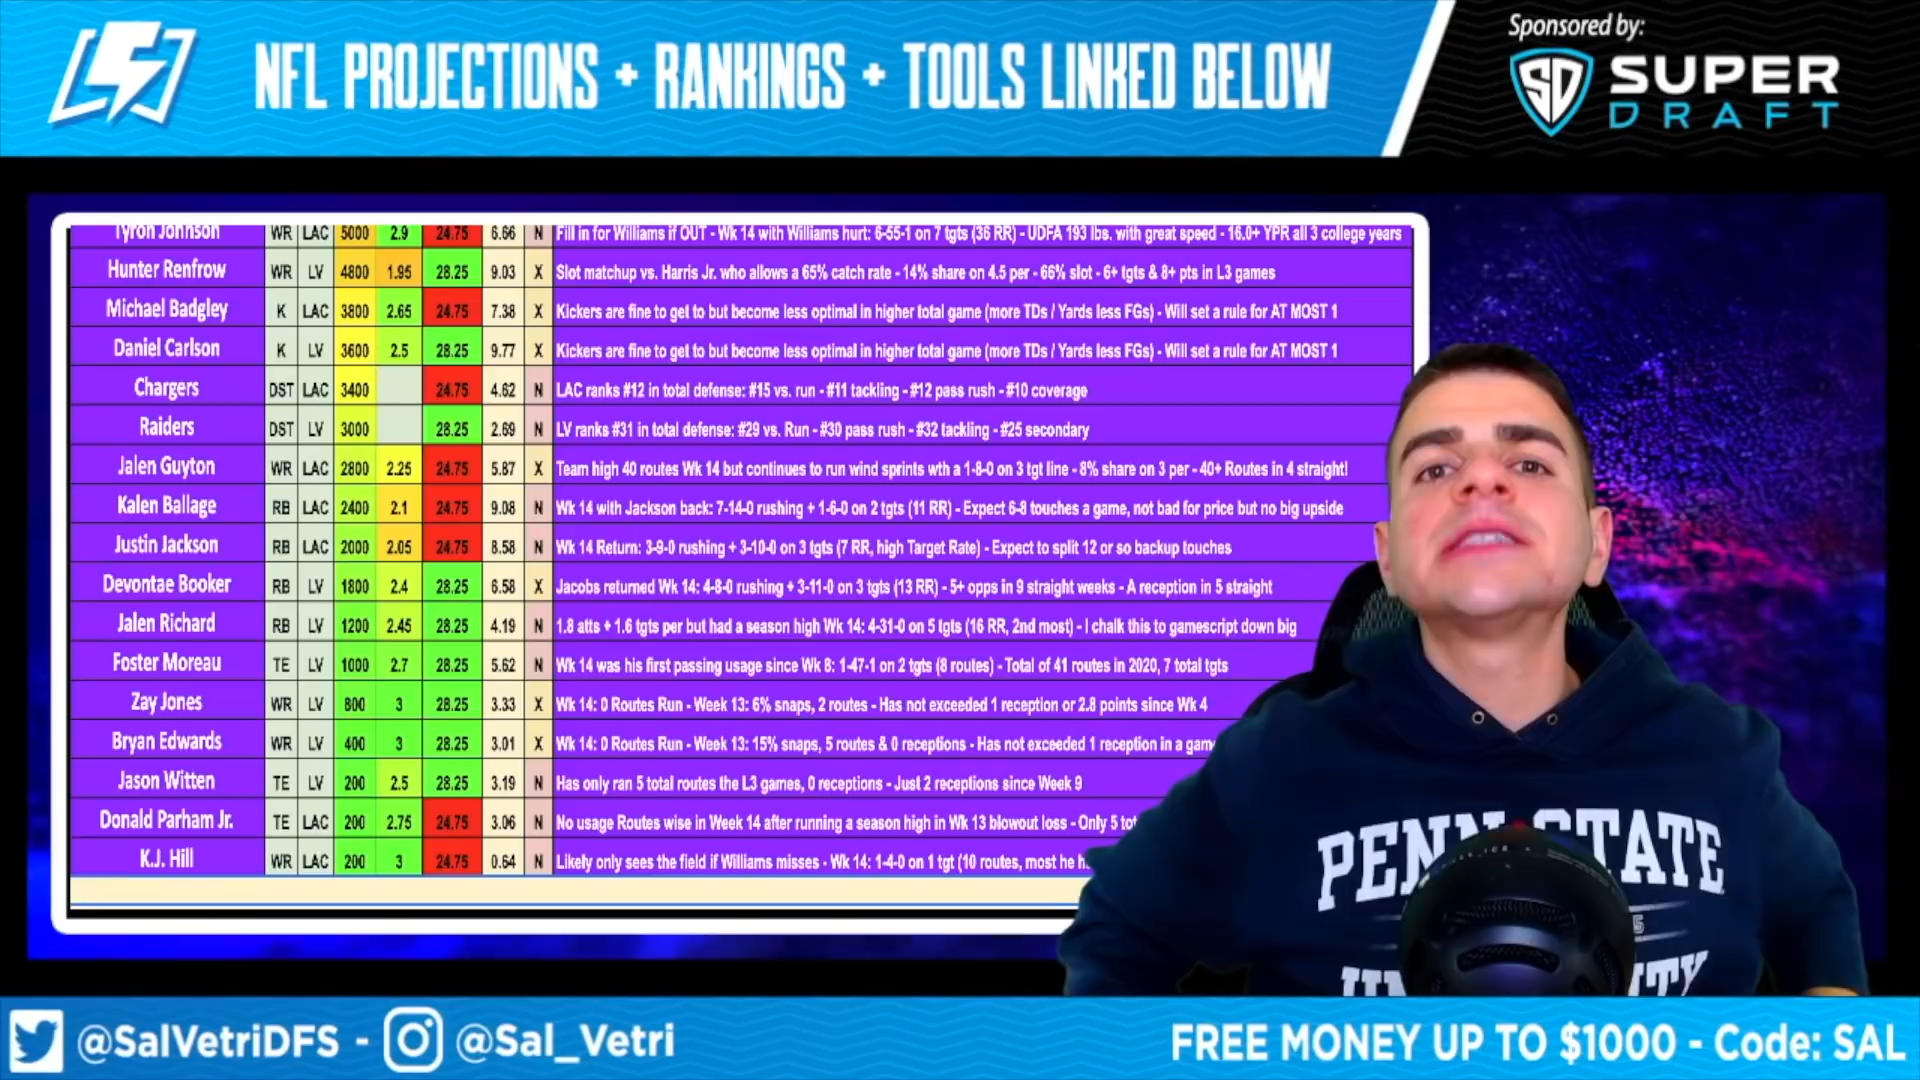 NFL PROJECTIONS + RANKINGS + TOOLS LINKED BELOW
Sponsored by:
SD SUPER
DRAFT
Tyron Johnson WR LAC 5000 2.9 24.75 6.66 N Fill in for Williams if OUT - Wk 14 with Williams hurt: 6-55-1 on 7 tgts (36 RR) - UDFA 193 lbs. with great speed - 16.0+ YPR all 3 college years
Hunter Renfrow WR LV 4800 1.95 28.25 9.03 X Slot matchup vs. Harris Jr. who allows a 65% catch rate - 14% share on 4.5 per - 66% slot - 6+ tgts & 8+ pts in L3 games
Michael Badgley K LAC 3800 2.65 24.75 7.38 X Kickers are fine to get to but become less optimal in higher total game (more TDs / Yards less FGs) - Will set a rule for AT MOST 1
Daniel Carlson K LV 3600 2.5 28.25 9.77 X Kickers are fine to get to but become less optimal in higher total game (more TDs / Yards less FGs) - Will set a rule for AT MOST 1
Chargers DST LAC 3400 24.75 4.62 N LAC ranks #12 in total defense: #15 vs. run - #11 tackling - #12 pass rush - #10 coverage
Raiders DST LV 3000 28.25 2.69 N LV ranks #31 in total defense: #29 vs. Run - #30 pass rush - #32 tackling - #25 secondary
Jalen Guyton WR LAC 2800 2.25 24.75 5.87 X Team high 40 routes Wk 14 but continues to run wind sprints wth a 1-8-0 on 3 tgt line - 8% share on 3 per - 40+ Routes in 4 straight!
Kalen Ballage RB LAC 2400 2.1 24.75 9.08 N Wk 14 with Jackson back: 7-14-0 rushing + 1-6-0 on 2 tgts (11 RR) - Expect 6-8 touches a game, not bad for price but no big upside
Justin Jackson RB LAC 2000 2.05 24.75 8.58 N Wk 14 Return: 3-9-0 rushing + 3-10-0 on 3 tgts (7 RR, high Target Rate) - Expect to split 12 or so backup touches
Devontae Booker RB LV 1800 2.4 28.25 6.58 X Jacobs returned Wk 14: 4-8-0 rushing + 3-11-0 on 3 tgts (13 RR) - 5+ opps in 9 straight weeks - A reception in 5 straight
Jalen Richard RB LV 1200 2.45 28.25 4.19 N 1.8 atts + 1.6 tgts per but had a season high Wk 14: 4-31-0 on 5 tgts (16 RR, 2nd most) - I chalk this to gamescript down big
Foster Moreau TE LV 1000 2.7 28.25 5.62 N Wk 14 was his first passing usage since Wk 8: 1-47-1 on 2 tgts (8 routes) - Total of 41 routes in 2020, 7 total tgts
Zay Jones WR LV 800 3 28.25 3.33 X Wk 14: 0 Routes Run - Week 13: 6% snaps, 2 routes - Has not exceeded 1 reception or 2.8 points since Wk 4
Bryan Edwards WR LV 400 3 28.25 3.01 X Wk 14: 0 Routes Run - Week 13: 15% snaps, 5 routes & 0 receptions - Has not exceeded 1 reception in a gam
Jason Witten TE LV 200 2.5 28.25 3.19 N Has only ran 5 total routes the L3 games, 0 receptions - Just 2 receptions since Week 9
Donald Parham Jr. TE LAC 200 2.75 24.75 3.06 N No usage Routes wise in Week 14 after running a season high in Wk 13 blowout loss - Only 5 tot
K.J. Hill WR LAC 200 3 24.75 0.64 N Likely only sees the field if Williams misses - Wk 14: 1-4-0 on 1 tgt (10 routes, most he h
PENN STATE
@SalVetriDFS - @Sal_Vetri
FREE MONEY UP TO $1000 - Code: SAL